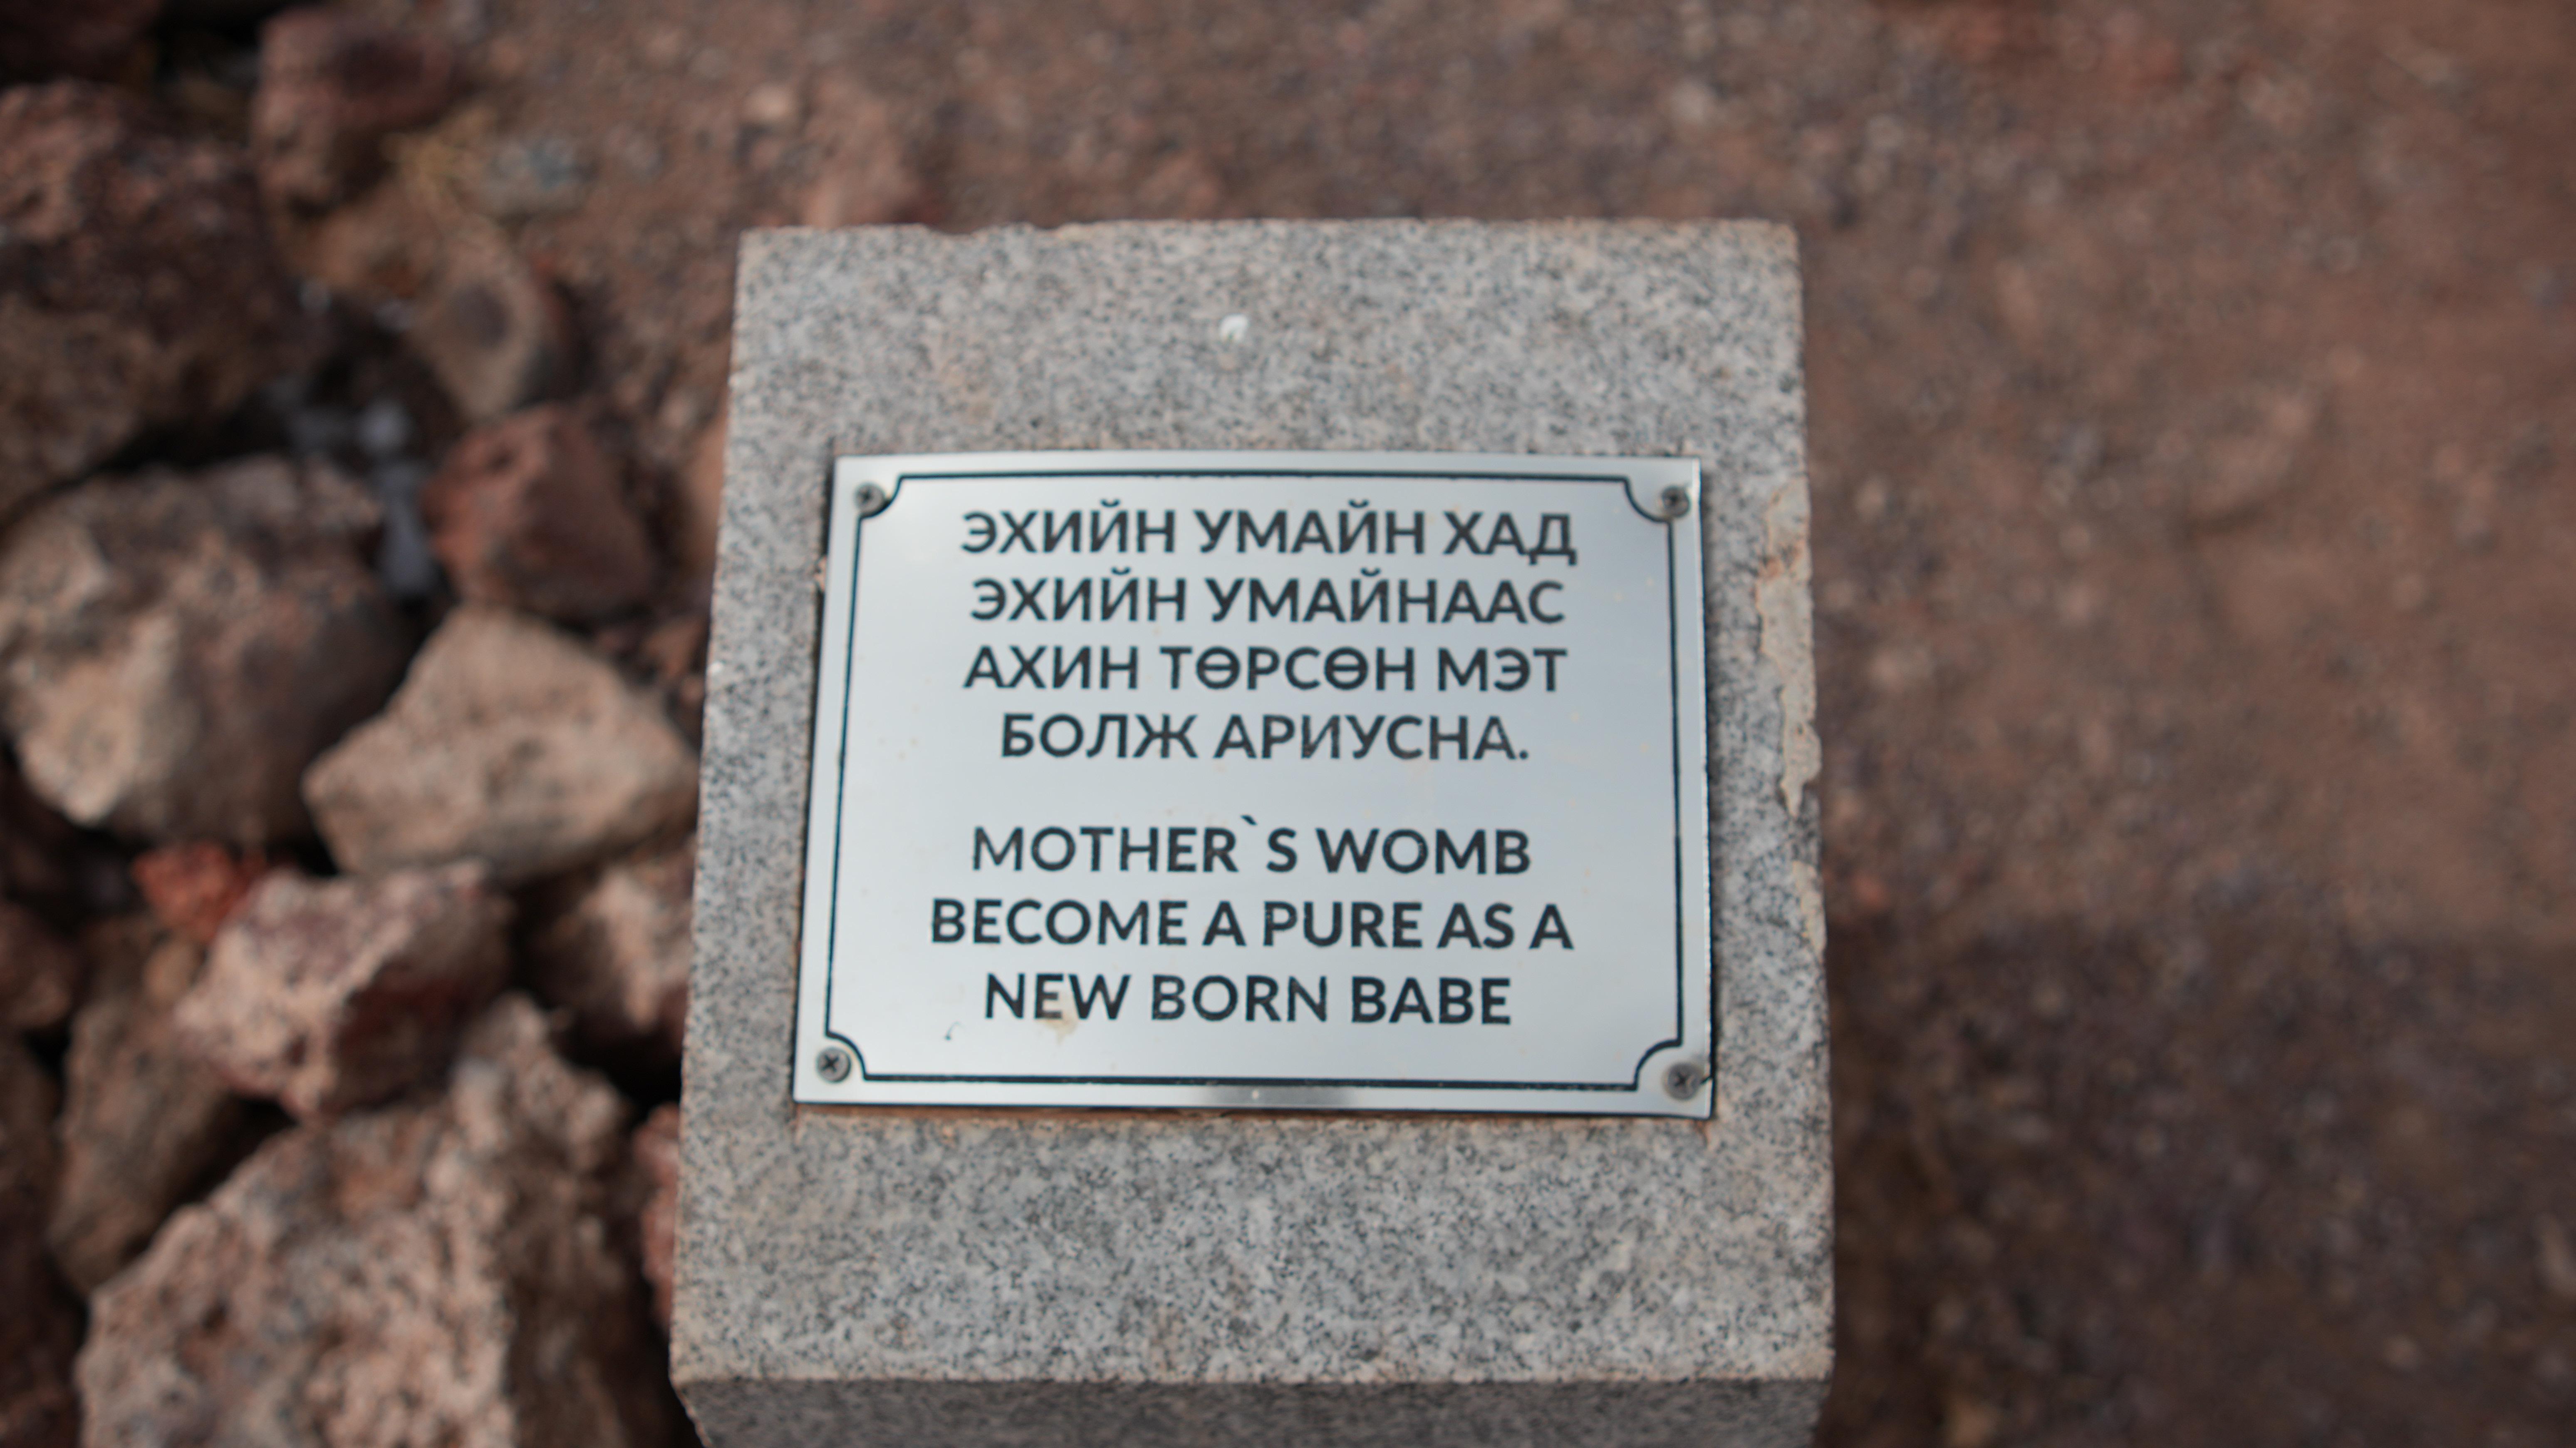 ЭХИЙН УМАЙН ХАД
ЭХИЙН УМАЙНААС
АХИН ТӨРСӨН МЭТ
БОЛЖ АРИУСНА.
MOTHER`S WOMB
BECOME A PURE AS A
NEW BORN BABE